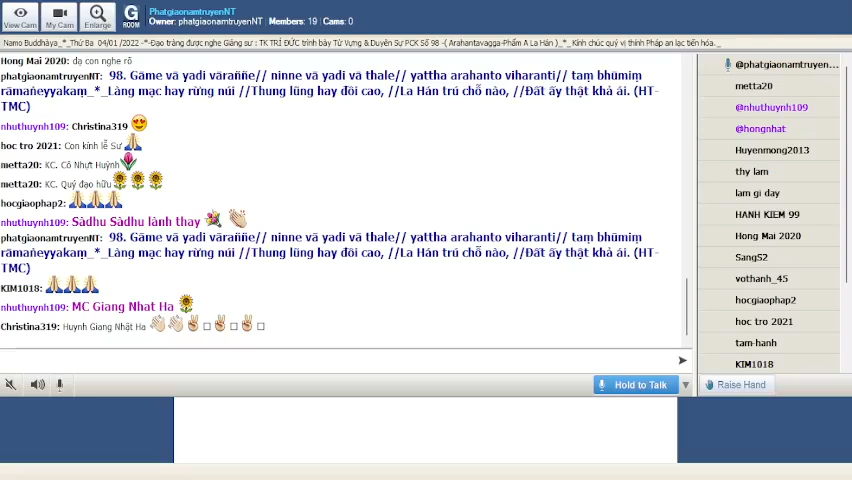 View Cam
My Cam
Enlarge
G
ROOM
PhatgiaonamtruyenNT
Owner: phatgiaonamtruyenNT Members: 19 Cams: 0
Namo Buddhàya_*_Thứ Ba 04/01 /2022 -*-Đạo tràng được nghe Giảng sư : TK TRÍ ĐỨC trình bày Từ Vựng &Duyên Sự PCK Số 98 -( Arahantavagga-Phẩm A La Hán )_*_ Kính chúc quý vị thính Pháp an lạc tiến hóa._
Hong Mai 2020: dạ con nghe rõ
phatgiaonamtruyenNT: 98. Gāme vā yadi vāraññe// ninne vā yadi vā thale// yattha arahanto viharanti// taṃ bhūmiṃ
rāmaṇeyyakaṃ_*_Làng mạc hay rừng núi //Thung lũng hay đồi cao, //La Hán trú chỗ nào, //Đất ấy thật khả ái. (HT-
TMC)
nhuthuynh109: Christina319
hoc tro 2021: Con kính lễ Sư
metta20: KC. Cô Nhựt Huỳnh
metta20: KC. Quý đạo hữu
hocgiaophap2:
nhuthuynh109: Sàdhu Sàdhu lành thay
phatgiaonamtruyenNT: 98. Gāme vā yadi vāraññe// ninne vā yadi vā thale// yattha arahanto viharanti// taṃ bhūmiṃ
rāmaṇeyyakaṃ_*_Làng mạc hay rừng núi //Thung lũng hay đồi cao, //La Hán trú chỗ nào, //Đất ấy thật khả ái. (HT-
TMC)
KIM1018:
nhuthuynh109: MC Giang Nhat Ha
Christina319: Huynh Giang Nhật Ha
Hold to Talk
@phatgiaonamtruyen...
metta20
@nhuthuynh109
@hongnhat
Huyenmong2013
thy lam
lam gi day
HANH KIEM 99
Hong Mai 2020
SangS2
vothanh_45
hocgiaophap2
hoc tro 2021
tam-hanh
KIM1018
Raise Hand